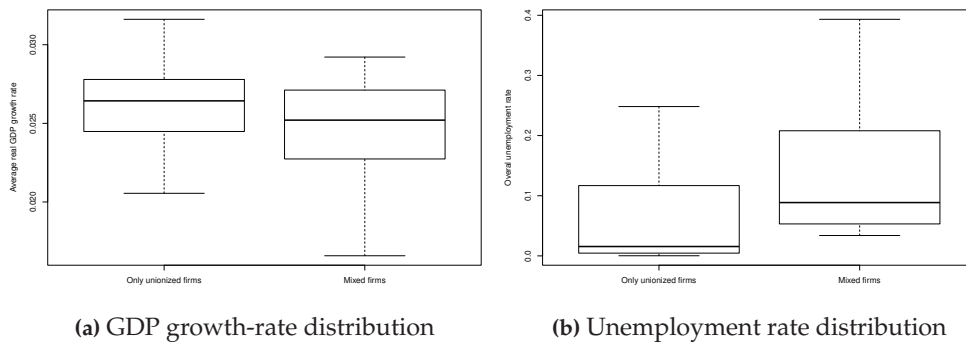 Average real GDP growth rate
0.030
0.025
0.020
Only unionized firms
Mixed firms
(a) GDP growth-rate distribution
Overal unemployment rate
0.4
0.3
0.2
0.1
0.0
Only unionized firms
Mixed firms
(b) Unemployment rate distribution